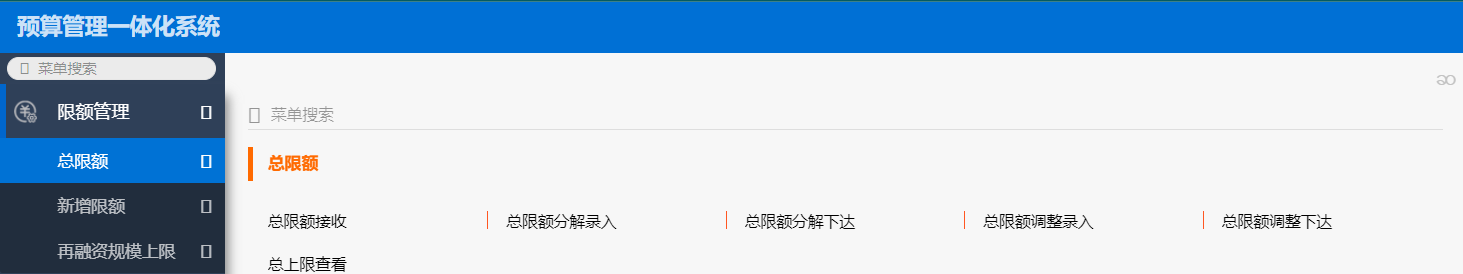 预算管理一体化系统
菜单搜索
限额管理
总限额
新增限额
再融资规模上限
菜单搜索
总限额
总限额接收
总限额分解录入
总限额分解下达
总限额调整录入
总限额调整下达
总上限查看